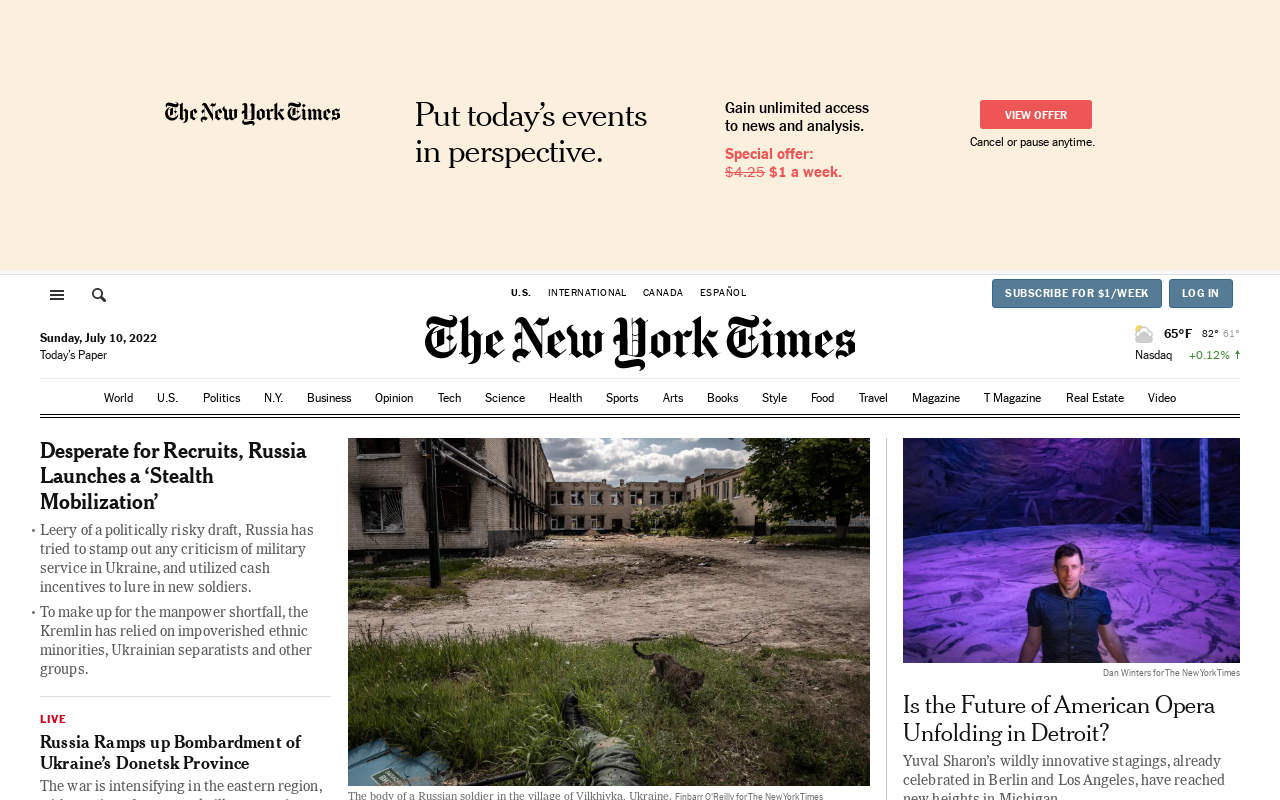 The New York Times
Put today's events
in perspective.
Gain unlimited access
to news and analysis.
Special offer:
$4.25 $1 a week.
VIEW OFFER
Cancel or pause anytime.
U.S. INTERNATIONAL CANADA ESPAÑOL
SUBSCRIBE FOR $1/WEEK LOG IN
Sunday, July 10, 2022
Today's Paper
The New York Times
65°F 82° 61°
Nasdaq +0.12% ↑
World U.S. Politics N.Y. Business Opinion Tech Science Health Sports Arts Books Style Food Travel Magazine T Magazine Real Estate Video
Desperate for Recruits, Russia
Launches a ‘Stealth
Mobilization’
• Leery of a politically risky draft, Russia has
tried to stamp out any criticism of military
service in Ukraine, and utilized cash
incentives to lure in new soldiers.
• To make up for the manpower shortfall, the
Kremlin has relied on impoverished ethnic
minorities, Ukrainian separatists and other
groups.
LIVE
Russia Ramps up Bombardment of
Ukraine’s Donetsk Province
The war is intensifying in the eastern region,
The body of a Russian soldier in the village of Vilkhivka, Ukraine. Finbarr O'Reilly for The New York Times
Dan Winters for The New York Times
Is the Future of American Opera
Unfolding in Detroit?
Yuval Sharon’s wildly innovative stagings, already
celebrated in Berlin and Los Angeles, have reached
new heights in Michigan.